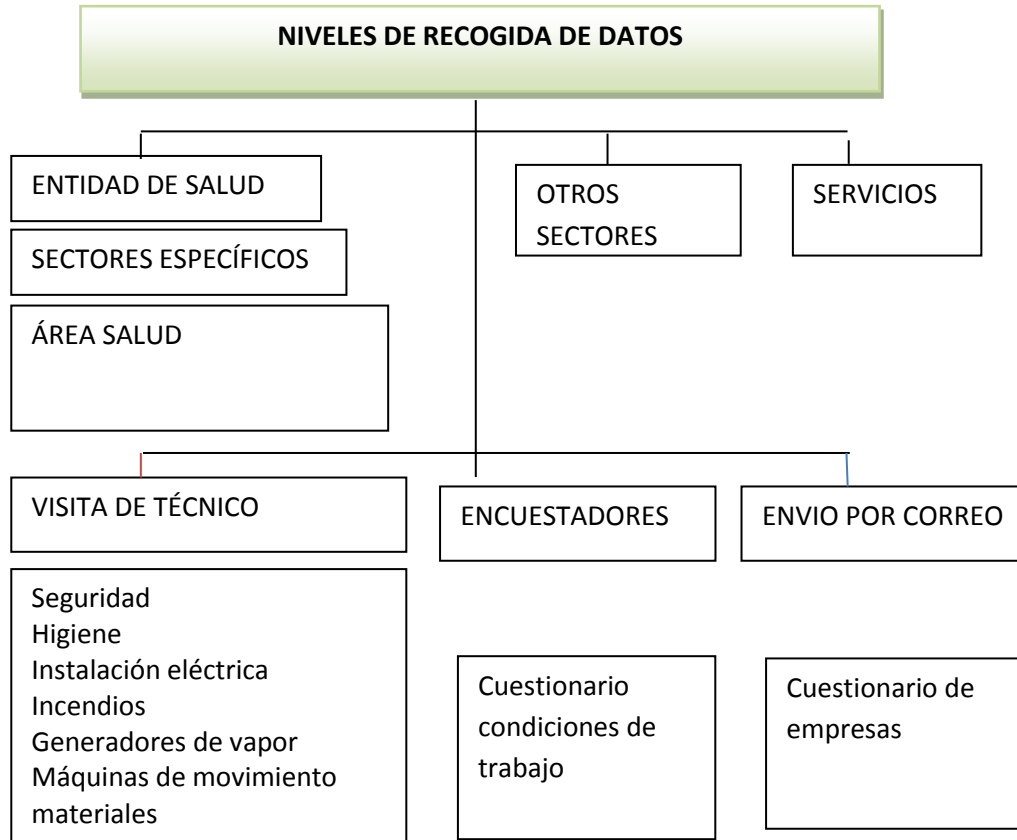 NIVELES DE RECOGIDA DE DATOS
ENTIDAD DE SALUD
OTROS
SECTORES
SERVICIOS
SECTORES ESPECÍFICOS
ÁREA SALUD
VISITA DE TÉCNICO
ENCUESTADORES
ENVIO POR CORREO
Seguridad
Higiene
Instalación eléctrica
Incendios
Generadores de vapor
Máquinas de movimiento
materiales
Cuestionario
condiciones de
trabajo
Cuestionario de
empresas